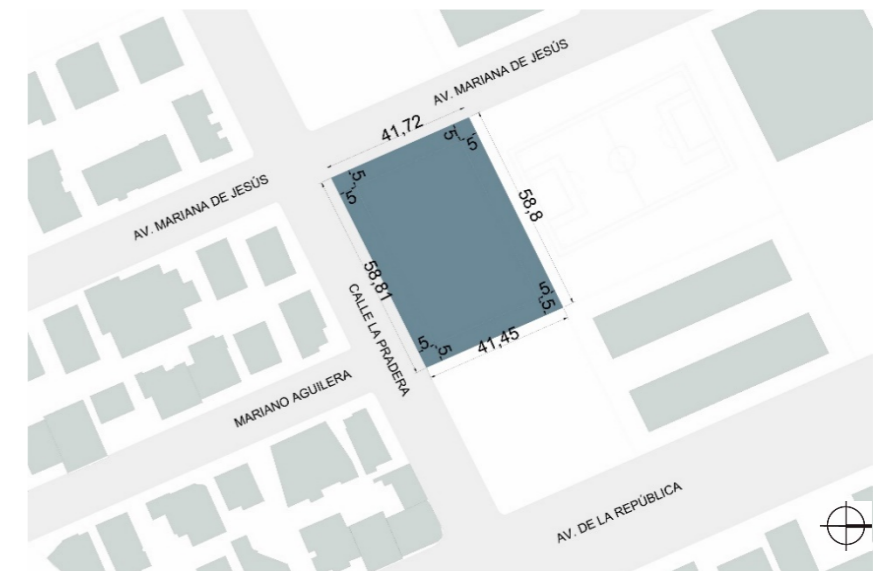 AV. MARIANA DE JESÚS
41,72
5
5
5
5
AV. MARIANA DE JESÚS
58,8
58,81
CALLE LA PRADERA
5
5
5
5
41,45
MARIANO AGUILERA
AV. DE LA REPÚBLICA